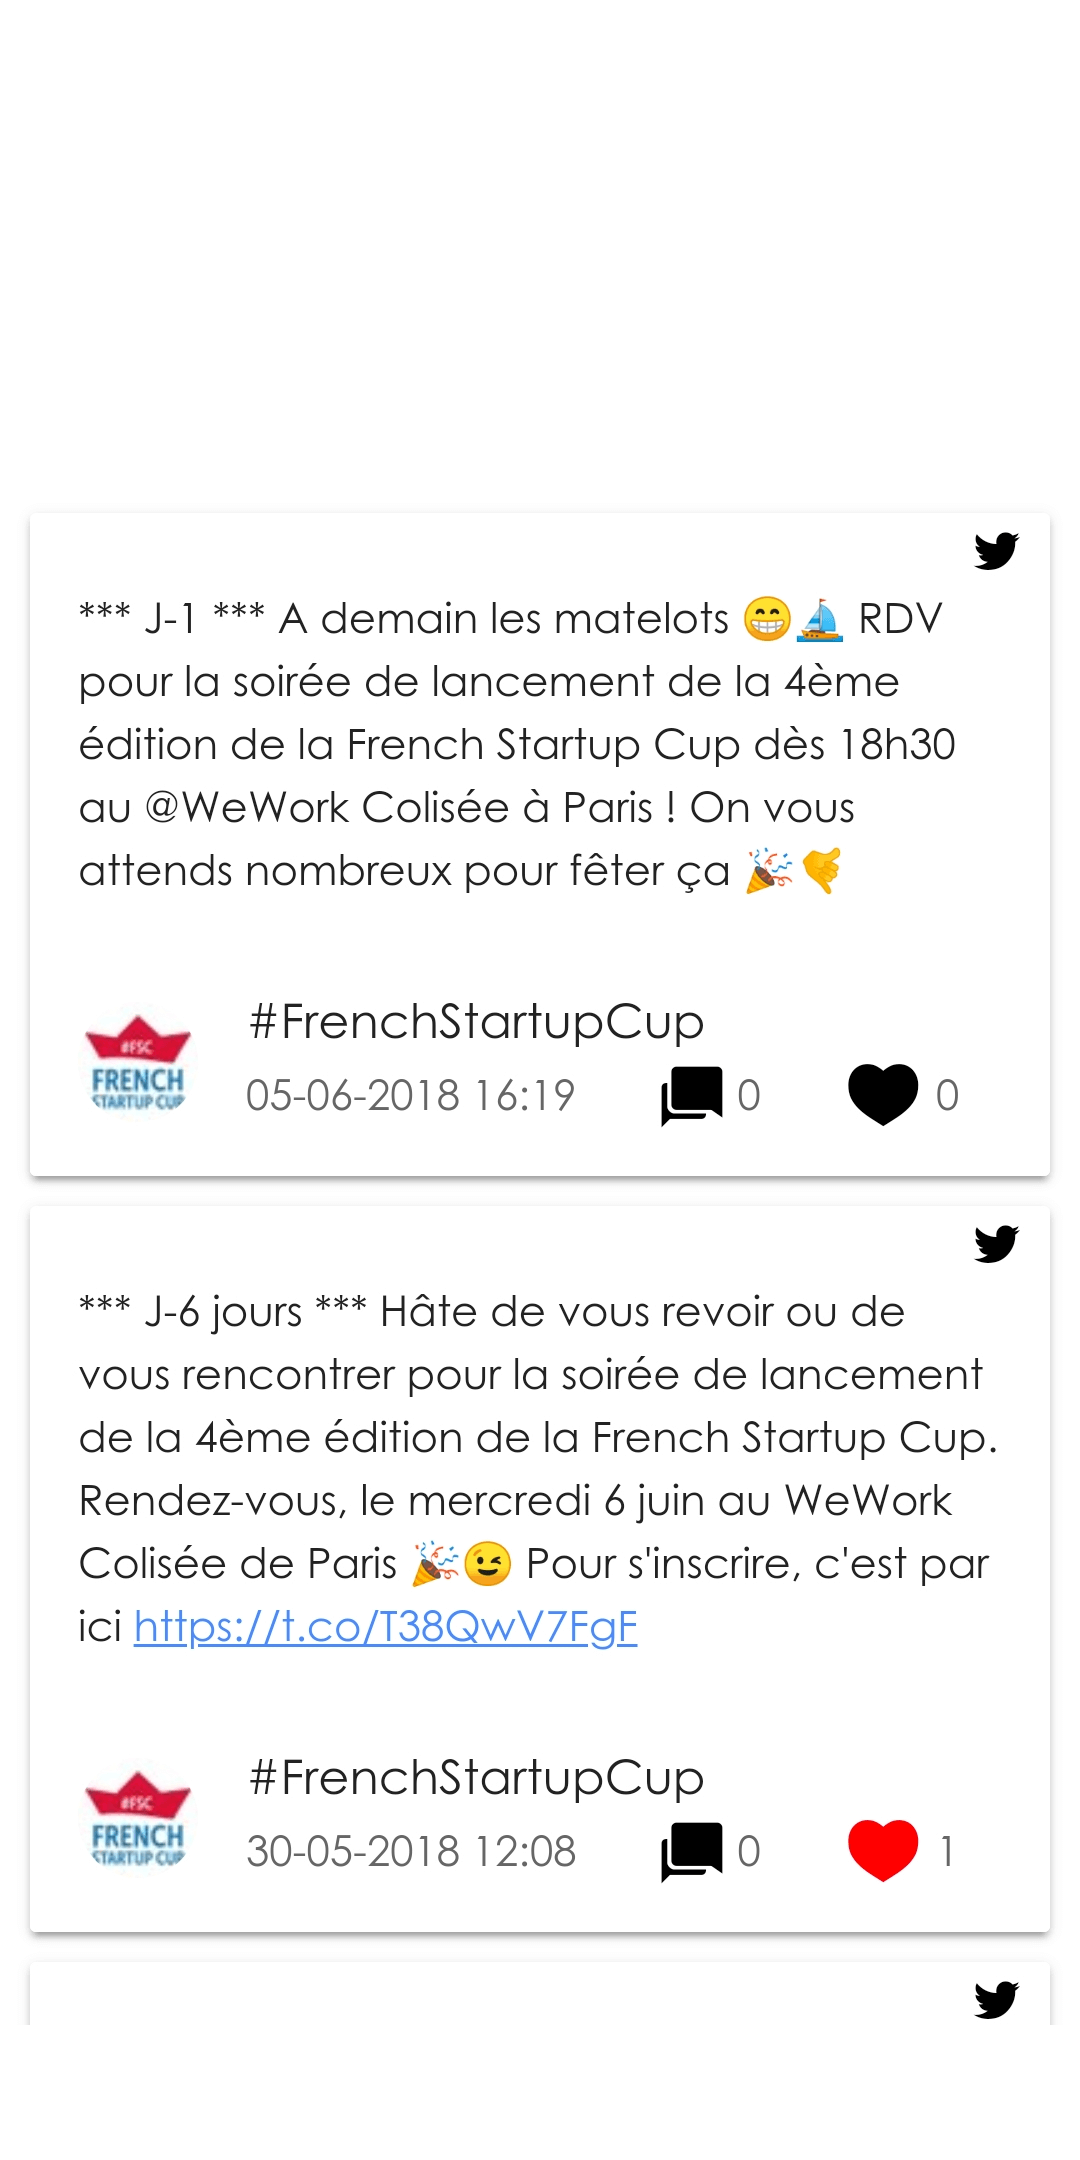 *** J-1 *** A demain les matelots 😁⛵ RDV
pour la soirée de lancement de la 4ème
édition de la French Startup Cup dès 18h30
au @WeWork Colisée à Paris ! On vous
attends nombreux pour fêter ça 🎉🤙
#FSC
FRENCH
STARTUP CUP
#FrenchStartupCup
05-06-2018 16:19 0 0
*** J-6 jours *** Hâte de vous revoir ou de
vous rencontrer pour la soirée de lancement
de la 4ème édition de la French Startup Cup.
Rendez-vous, le mercredi 6 juin au WeWork
Colisée de Paris 🎉😉 Pour s'inscrire, c'est par
ici https://t.co/T38QwV7FgF
#FSC
FRENCH
STARTUP CUP
#FrenchStartupCup
30-05-2018 12:08 0 1